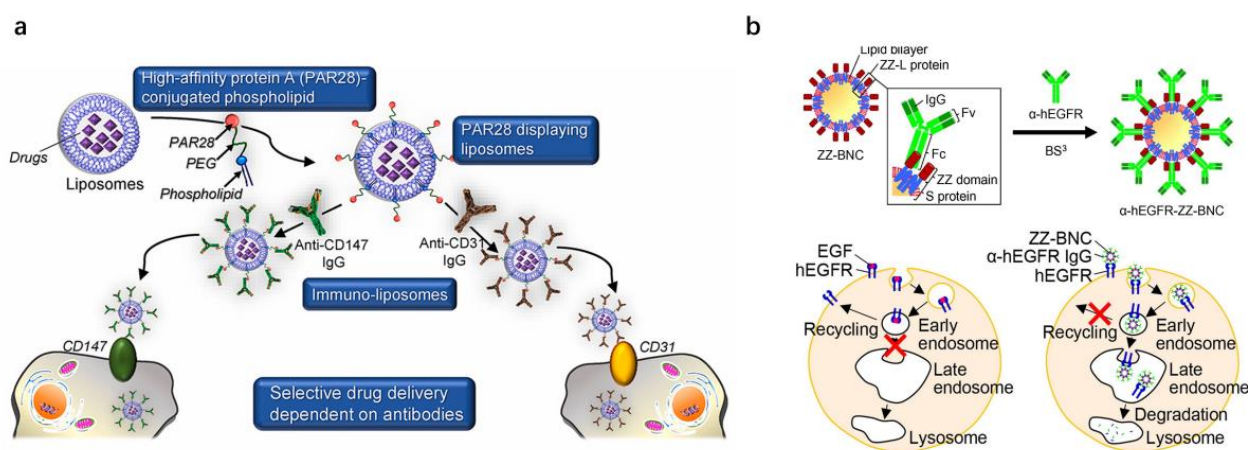 a
High-affinity protein A (PAR28)-
conjugated phospholipid
PAR28
PEG
Phospholipid
Drugs
Liposomes
PAR28 displaying
liposomes
Anti-CD147
IgG
Anti-CD31
IgG
Immuno-liposomes
CD147
CD31
Selective drug delivery
dependent on antibodies
b
Lipid bilayer
ZZ-L protein
ZZ-BNC
IgG
Fv
Fc
ZZ domain
S protein
α-hEGFR
BS³
α-hEGFR-ZZ-BNC
EGF
hEGFR
Recycling
Early
endosome
Late
endosome
Lysosome
ZZ-BNC
α-hEGFR IgG
hEGFR
Recycling
Early
endosome
Late
endosome
Degradation
Lysosome